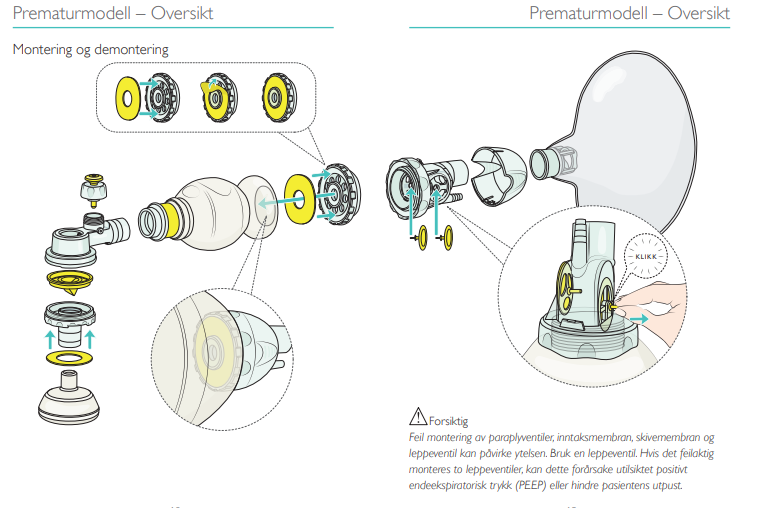 Prematurmodell – Oversikt
Montering og demontering
Prematurmodell – Oversikt
KLIKK
Forsiktig
Feil montering av paraplyventiler, inntaksmembran, skivemembran og
leppeventil kan påvirke ytelsen. Bruk en leppeventil. Hvis det feilaktig
monteres to leppeventiler, kan dette forårsake utilsiktet positivt
endeekspiratorisk trykk (PEEP) eller hindre pasientens utpust.